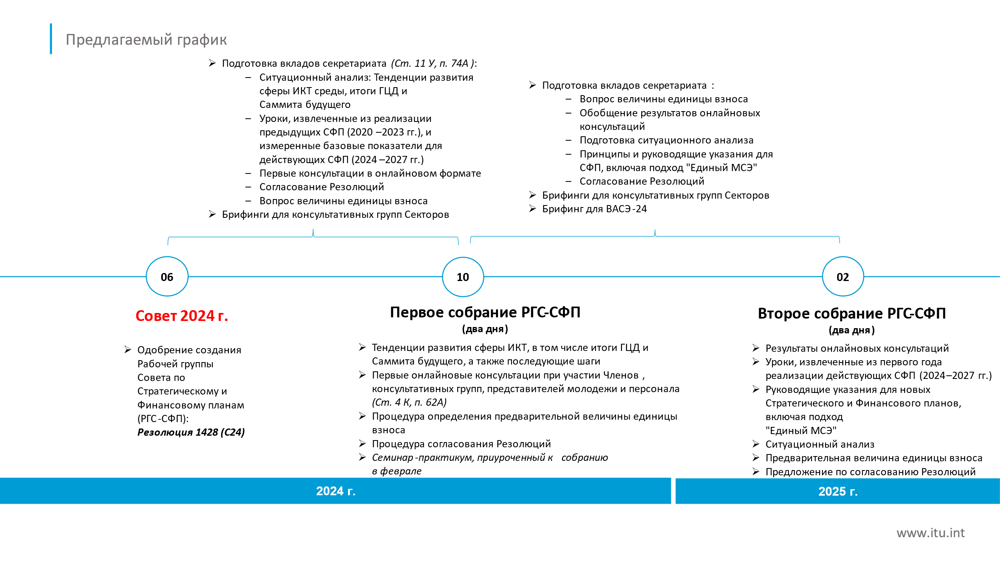 Предлагаемый график
➢ Подготовка вкладов секретариата (Ст. 11 У, п. 74А ):
– Ситуационный анализ: Тенденции развития
сферы ИКТ среды, итоги ГЦД и
Саммита будущего
– Уроки, извлеченные из реализации
предыдущих СФП (2020 –2023 гг.), и
измеренные базовые показатели для
действующих СФП (2024 –2027 гг.)
– Первые консультации в онлайновом формате
– Согласование Резолюций
– Вопрос величины единицы взноса
➢ Брифинги для консультативных групп Секторов
➢ Подготовка вкладов секретариата :
– Вопрос величины единицы взноса
– Обобщение результатов онлайновых
консультаций
– Подготовка ситуационного анализа
– Принципы и руководящие указания для
СФП, включая подход "Единый МСЭ"
– Согласование Резолюций
➢ Брифинги для консультативных групп Секторов
➢ Брифинг для ВАСЭ-24
06
10
02
Совет 2024 г.
➢ Одобрение создания
Рабочей группы
Совета по
Стратегическому и
Финансовому планам
(РГС-СФП):
Резолюция 1428 (С24)
Первое собрание РГС-СФП
(два дня)
➢ Тенденции развития сферы ИКТ, в том числе итоги ГЦД и
Саммита будущего, а также последующие шаги
➢ Первые онлайновые консультации при участии Членов ,
консультативных групп, представителей молодежи и персонала
(Ст. 4 К, п. 62А)
➢ Процедура определения предварительной величины единицы
взноса
➢ Процедура согласования Резолюций
➢ Семинар-практикум, приуроченный к собранию
в феврале
Второе собрание РГС-СФП
(два дня)
➢ Результаты онлайновых консультаций
➢ Уроки, извлеченные из первого года
реализации действующих СФП (2024–2027 гг.)
➢ Руководящие указания для новых
Стратегического и Финансового планов,
включая подход
"Единый МСЭ"
➢ Ситуационный анализ
➢ Предварительная величина единицы взноса
➢ Предложение по согласованию Резолюций
2024 г.
2025 г.
www.itu.int